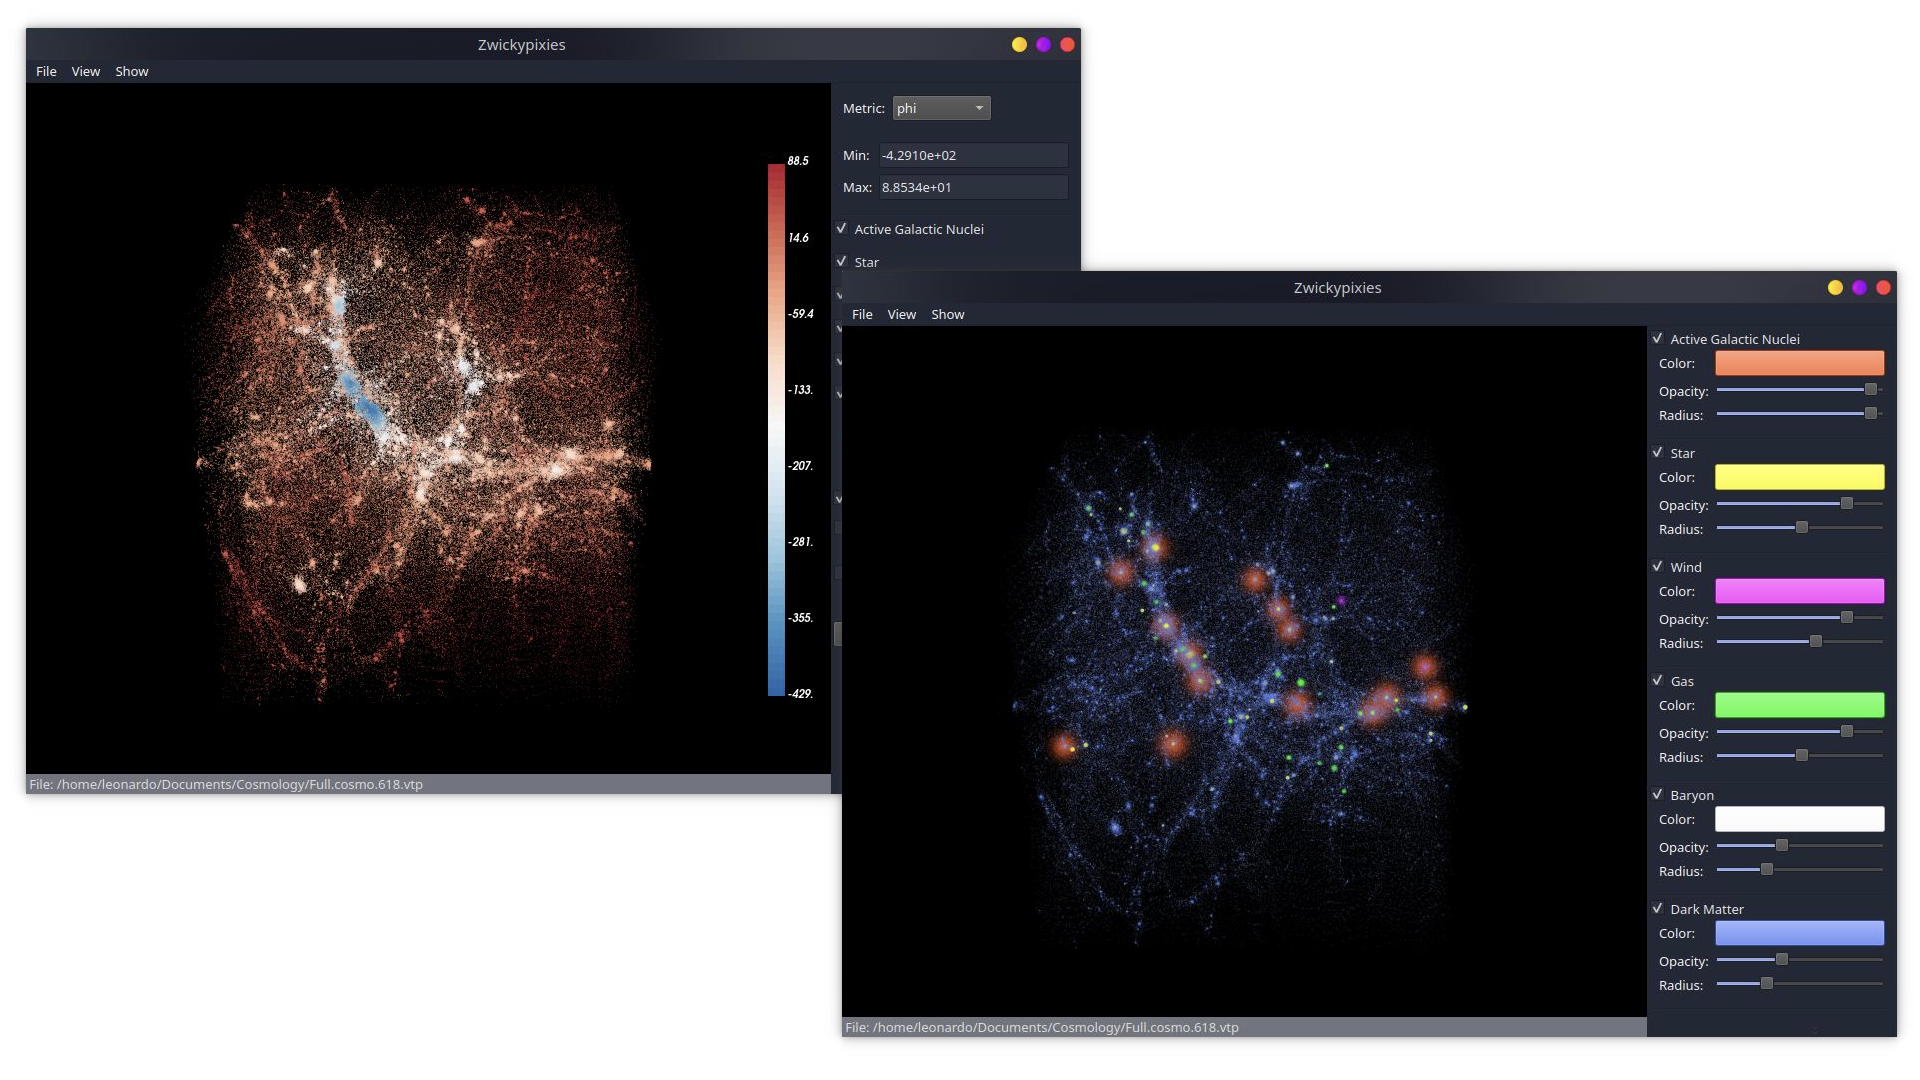 Zwickypixies
File View Show
Metric: phi
Min: -4.2910e+02
Max: 8.8534e+01
Active Galactic Nuclei
Star
88.5
14.6
-59.4
-133.
-207.
-281.
-355.
-429.
File: /home/leonardo/Documents/Cosmology/Full.cosmo.618.vtp
Zwickypixies
File View Show
Active Galactic Nuclei
Color:
Opacity:
Radius:
Star
Color:
Opacity:
Radius:
Wind
Color:
Opacity:
Radius:
Gas
Color:
Opacity:
Radius:
Baryon
Color:
Opacity:
Radius:
Dark Matter
Color:
Opacity:
Radius:
File: /home/leonardo/Documents/Cosmology/Full.cosmo.618.vtp